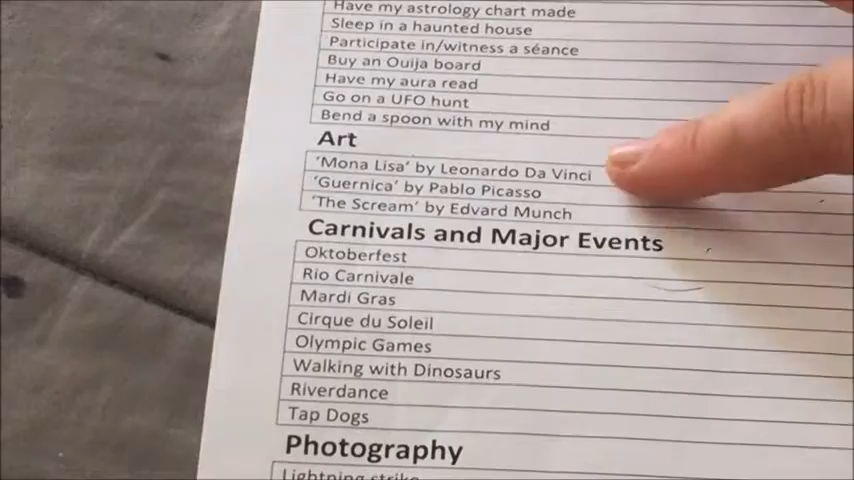 Have my astrology chart made
Sleep in a haunted house
Participate in/witness a séance
Buy an Ouija board
Have my aura read
Go on a UFO hunt
Bend a spoon with my mind
Art
'Mona Lisa' by Leonardo Da Vinci
'Guernica' by Pablo Picasso
'The Scream' by Edvard Munch
Carnivals and Major Events
Oktoberfest
Rio Carnivale
Mardi Gras
Cirque du Soleil
Olympic Games
Walking with Dinosaurs
Riverdance
Tap Dogs
Photography
Lightning strike